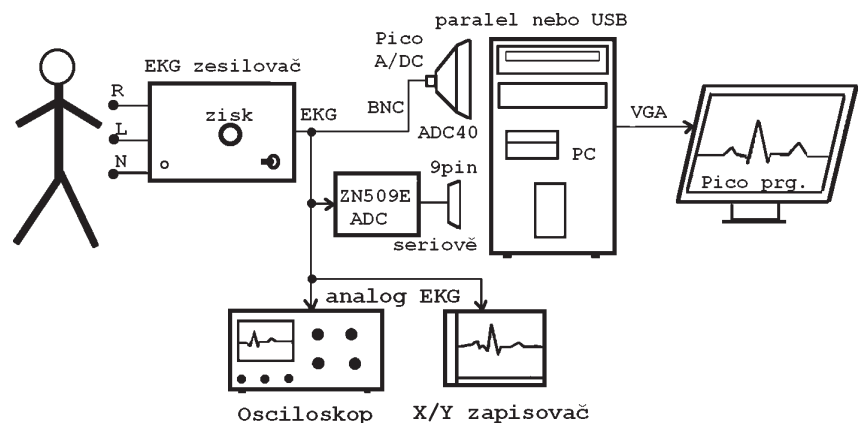 paralel nebo USB
Pico
A/DC
EKG zesilovač
R
L
N
zisk
EKG
BNC
ADC40
VGA
PC
9pin
ZN509E
ADC
seriově
Pico prg.
analog EKG
Osciloskop
X/Y zapisovač